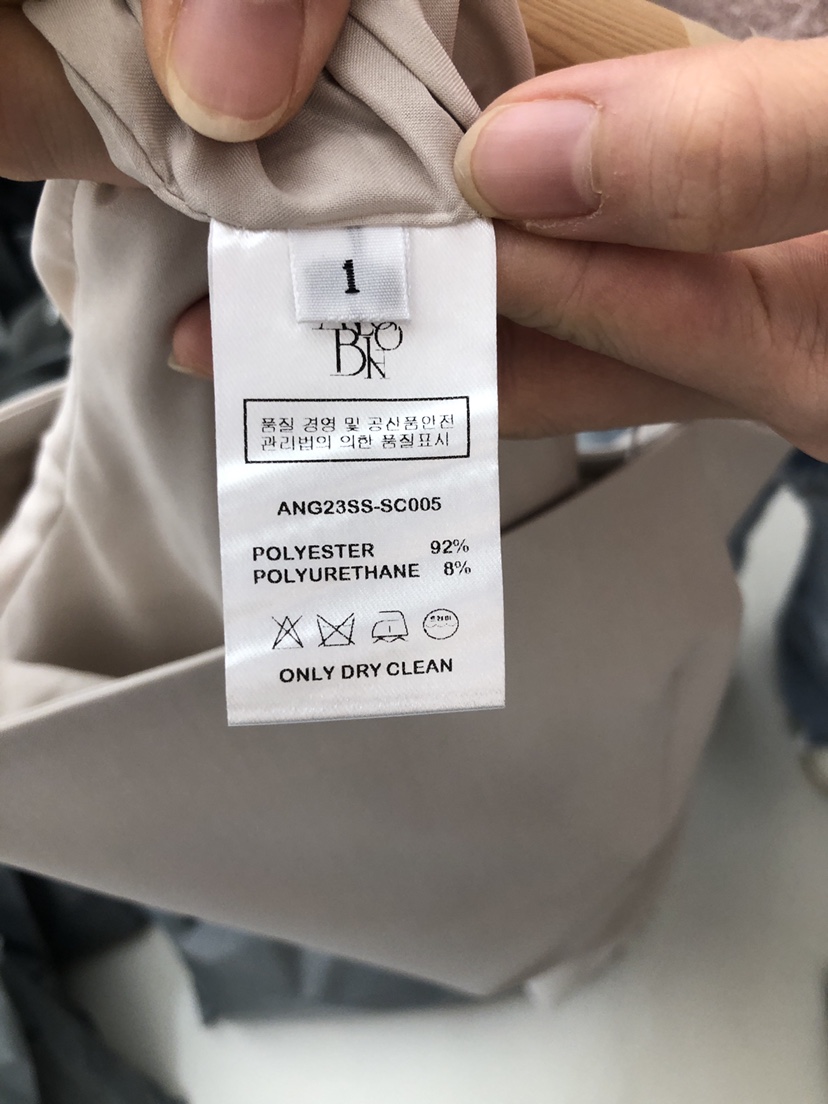 1
품질 경영 및 공산품안전
관리법의 의한 품질표시
ANG23SS-SC005
POLYESTER 92%
POLYURETHANE 8%
ONLY DRY CLEAN